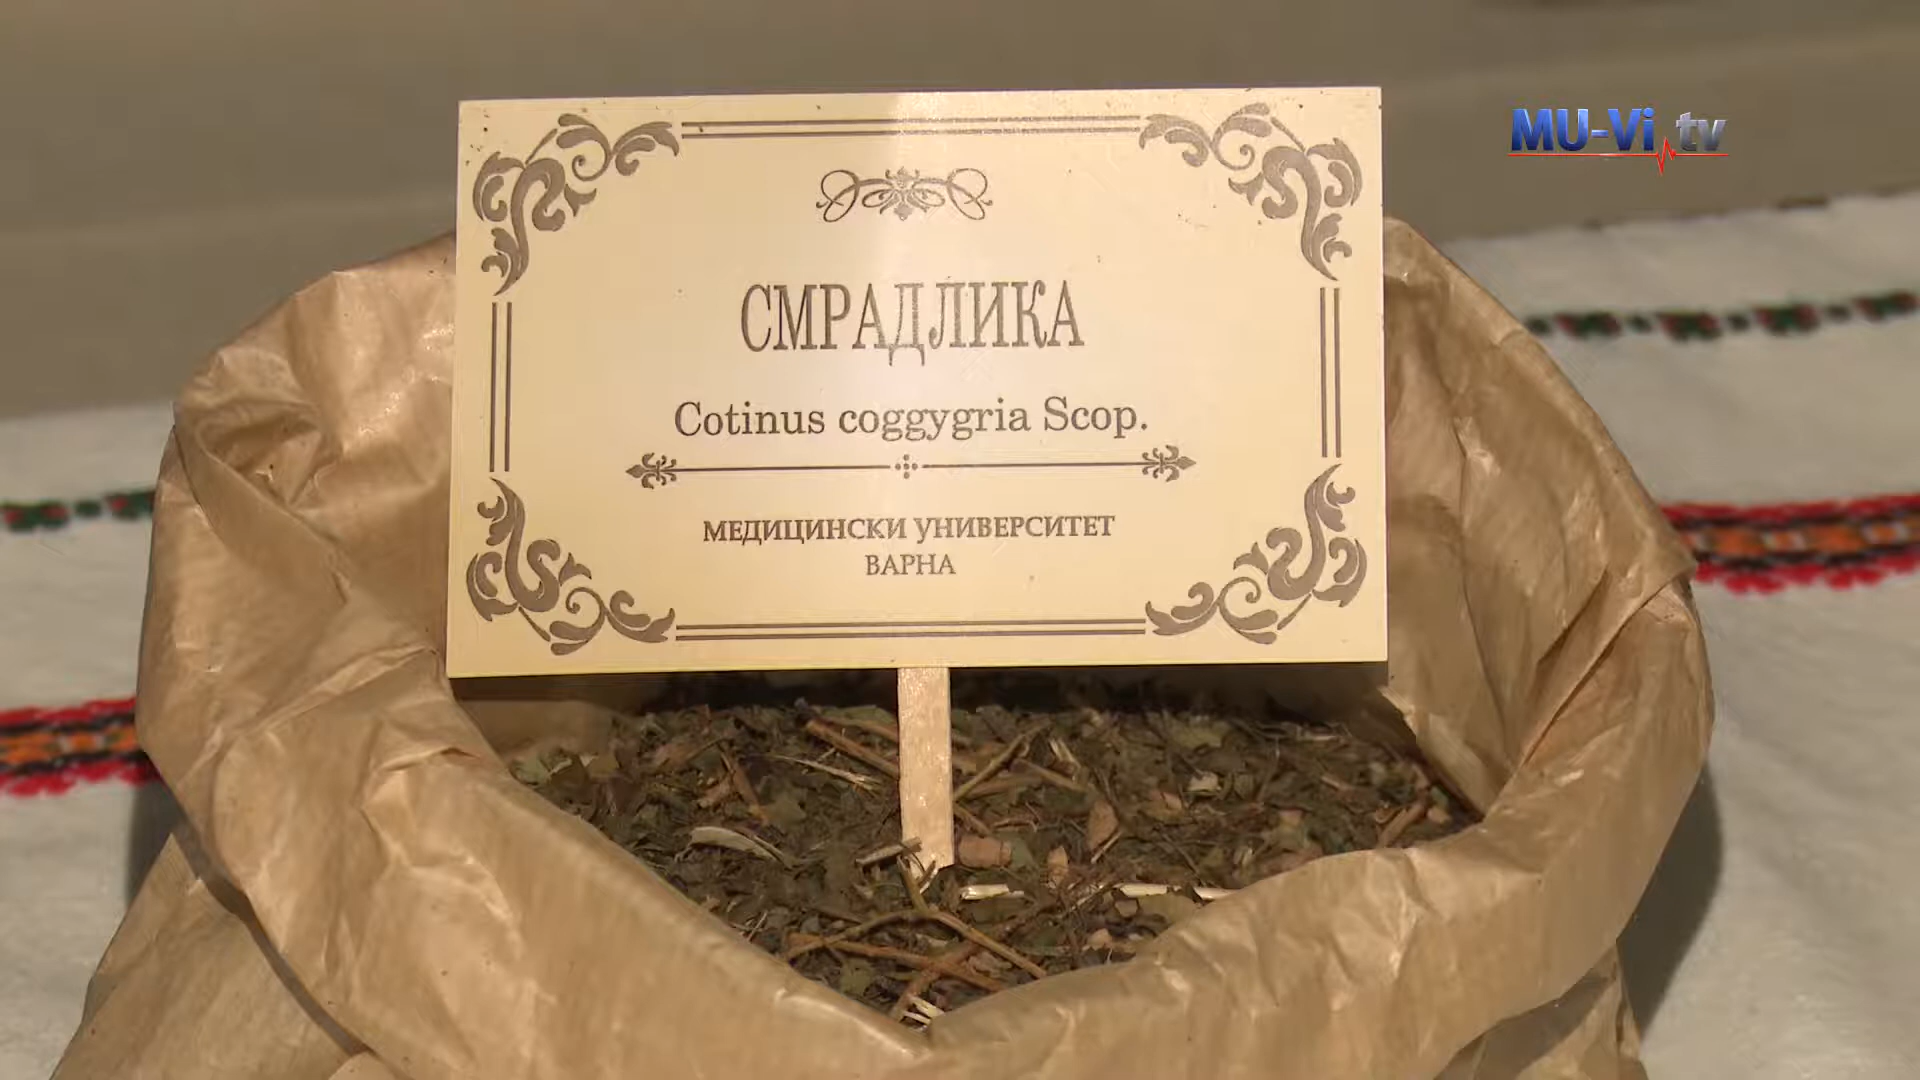 MU-Vi.tv
СМРАДЛИКА
Cotinus coggygria Scop.
МЕДИЦИНСКИ УНИВЕРСИТЕТ
ВАРНА